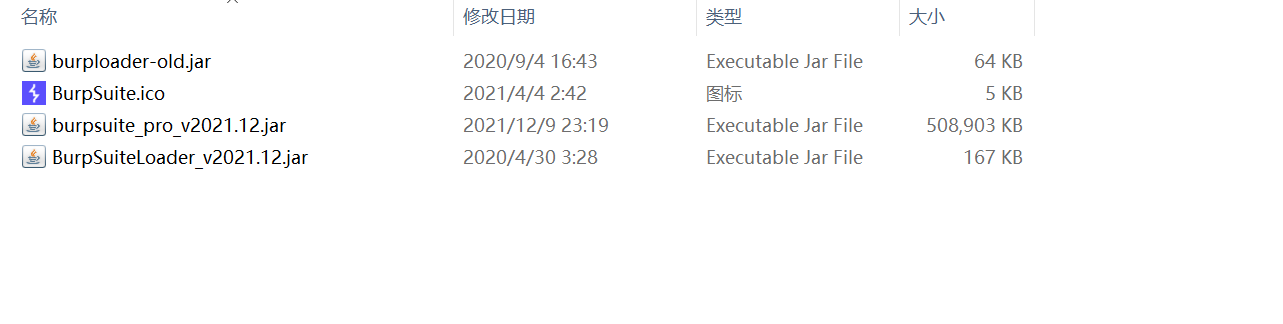 名称 修改日期 类型 大小
burploader-old.jar 2020/9/4 16:43 Executable Jar File 64 KB
BurpSuite.ico 2021/4/4 2:42 图标 5 KB
burpsuite_pro_v2021.12.jar 2021/12/9 23:19 Executable Jar File 508,903 KB
BurpSuiteLoader_v2021.12.jar 2020/4/30 3:28 Executable Jar File 167 KB